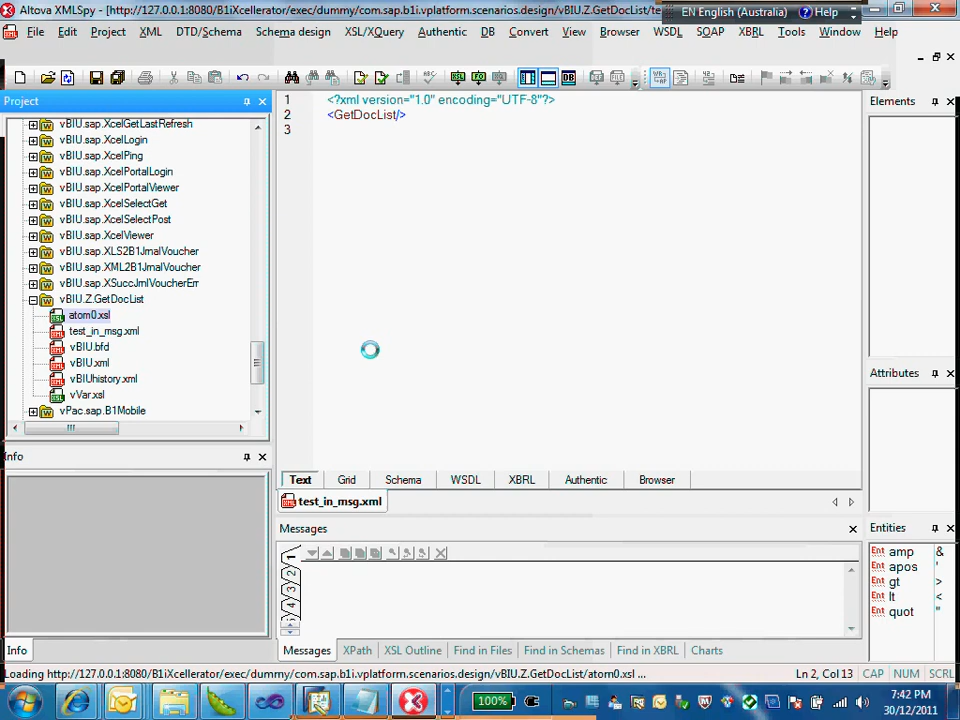 Altova XMLSpy - [http://127.0.0.1:8080/B1iXcellerator/exec/dummy/com.sap.b1i.vplatform.scenarios.design/vBIU.Z.GetDocList/te
EN English (Australia)
Help
File Edit Project XML DTD/Schema Schema design XSL/XQuery Authentic DB Convert View Browser WSDL SOAP XBRL Tools Window Help
Project
vBIU.sap.XcelGetLastRefresh
vBIU.sap.XcelLogin
vBIU.sap.XcelPing
vBIU.sap.XcelPortalLogin
vBIU.sap.XcelPortalViewer
vBIU.sap.XcelSelectGet
vBIU.sap.XcelSelectPost
vBIU.sap.XcelViewer
vBIU.sap.XLS2B1JrnalVoucher
vBIU.sap.XML2B1JrnalVoucher
vBIU.sap.XSuccJrnlVoucherErr
vBIU.Z.GetDocList
atom0.xsl
test_in_msg.xml
vBIU.bfd
vBIU.xml
vBIUhistory.xml
vVar.xsl
vPac.sap.B1Mobile
Info
Info
1 <?xml version="1.0" encoding="UTF-8"?>
2 <GetDocList/>
3
Text Grid Schema WSDL XBRL Authentic Browser
test_in_msg.xml
Messages
1
2
3
4
Messages XPath XSL Outline Find in Files Find in Schemas Find in XBRL Charts
Elements
Attributes
Entities
Ent amp &
Ent apos '
Ent gt >
Ent lt <
Ent quot "
Loading http://127.0.0.1:8080/B1iXcellerator/exec/dummy/com.sap.b1i.vplatform.scenarios.design/vBIU.Z.GetDocList/atom0.xsl ...
Ln 2, Col 13 CAP NUM SCRL
100%
7:42 PM
30/12/2011